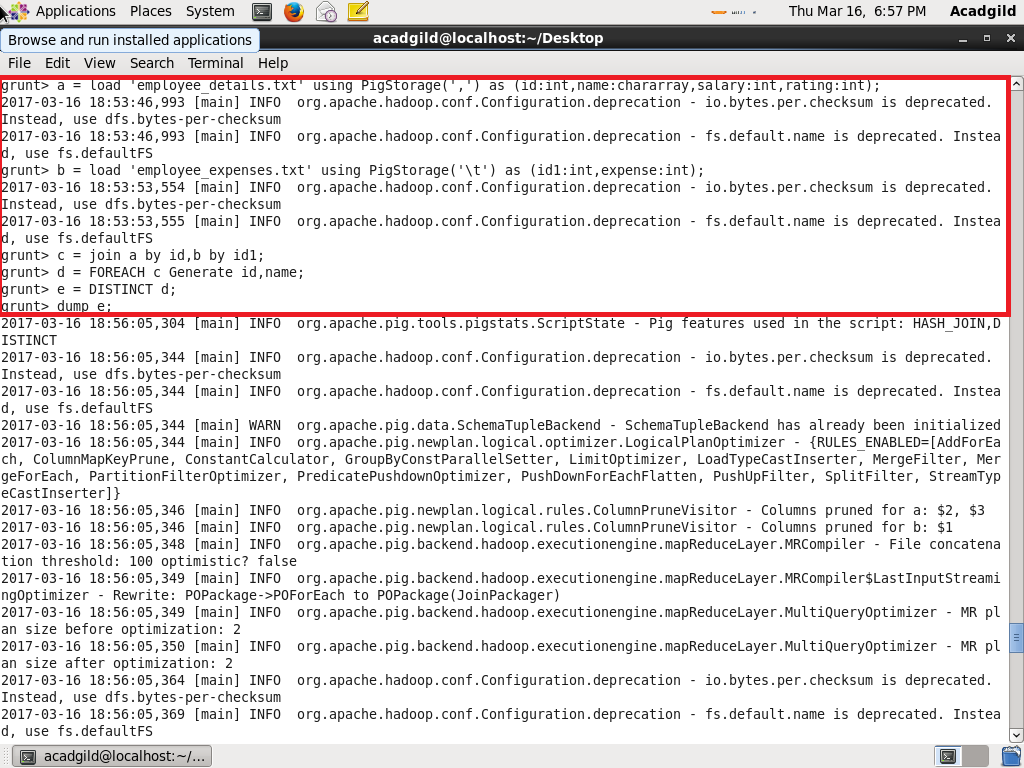 Applications Places System Thu Mar 16, 6:57 PM Acadgild
Browse and run installed applications
acadgild@localhost:~/Desktop
File Edit View Search Terminal Help
grunt> a = load 'employee_details.txt' using PigStorage(',') as (id:int,name:chararray,salary:int,rating:int);
2017-03-16 18:53:46,993 [main] INFO  org.apache.hadoop.conf.Configuration.deprecation - io.bytes.per.checksum is deprecated.
Instead, use dfs.bytes-per-checksum
2017-03-16 18:53:46,993 [main] INFO  org.apache.hadoop.conf.Configuration.deprecation - fs.default.name is deprecated. Instea
d, use fs.defaultFS
grunt> b = load 'employee_expenses.txt' using PigStorage('\t') as (id1:int,expense:int);
2017-03-16 18:53:53,554 [main] INFO  org.apache.hadoop.conf.Configuration.deprecation - io.bytes.per.checksum is deprecated.
Instead, use dfs.bytes-per-checksum
2017-03-16 18:53:53,555 [main] INFO  org.apache.hadoop.conf.Configuration.deprecation - fs.default.name is deprecated. Instea
d, use fs.defaultFS
grunt> c = join a by id,b by id1;
grunt> d = FOREACH c Generate id,name;
grunt> e = DISTINCT d;
grunt> dump e;
2017-03-16 18:56:05,304 [main] INFO  org.apache.pig.tools.pigstats.ScriptState - Pig features used in the script: HASH_JOIN,D
ISTINCT
2017-03-16 18:56:05,344 [main] INFO  org.apache.hadoop.conf.Configuration.deprecation - io.bytes.per.checksum is deprecated.
Instead, use dfs.bytes-per-checksum
2017-03-16 18:56:05,344 [main] INFO  org.apache.hadoop.conf.Configuration.deprecation - fs.default.name is deprecated. Instea
d, use fs.defaultFS
2017-03-16 18:56:05,344 [main] WARN  org.apache.pig.data.SchemaTupleBackend - SchemaTupleBackend has already been initialized
2017-03-16 18:56:05,344 [main] INFO  org.apache.pig.newplan.logical.optimizer.LogicalPlanOptimizer - {RULES_ENABLED=[AddForEa
ch, ColumnMapKeyPrune, ConstantCalculator, GroupByConstParallelSetter, LimitOptimizer, LoadTypeCastInserter, MergeFilter, Mer
geForEach, PartitionFilterOptimizer, PredicatePushdownOptimizer, PushDownForEachFlatten, PushUpFilter, SplitFilter, StreamTyp
eCastInserter]}
2017-03-16 18:56:05,346 [main] INFO  org.apache.pig.newplan.logical.rules.ColumnPruneVisitor - Columns pruned for a: $2, $3
2017-03-16 18:56:05,346 [main] INFO  org.apache.pig.newplan.logical.rules.ColumnPruneVisitor - Columns pruned for b: $1
2017-03-16 18:56:05,348 [main] INFO  org.apache.pig.backend.hadoop.executionengine.mapReduceLayer.MRCompiler - File concatena
tion threshold: 100 optimistic? false
2017-03-16 18:56:05,349 [main] INFO  org.apache.pig.backend.hadoop.executionengine.mapReduceLayer.MRCompiler$LastInputStreami
ngOptimizer - Rewrite: POPackage->POForEach to POPackage(JoinPackager)
2017-03-16 18:56:05,349 [main] INFO  org.apache.pig.backend.hadoop.executionengine.mapReduceLayer.MultiQueryOptimizer - MR pl
an size before optimization: 2
2017-03-16 18:56:05,350 [main] INFO  org.apache.pig.backend.hadoop.executionengine.mapReduceLayer.MultiQueryOptimizer - MR pl
an size after optimization: 2
2017-03-16 18:56:05,364 [main] INFO  org.apache.hadoop.conf.Configuration.deprecation - io.bytes.per.checksum is deprecated.
Instead, use dfs.bytes-per-checksum
2017-03-16 18:56:05,369 [main] INFO  org.apache.hadoop.conf.Configuration.deprecation - fs.default.name is deprecated. Instea
d, use fs.defaultFS
acadgild@localhost:~/...